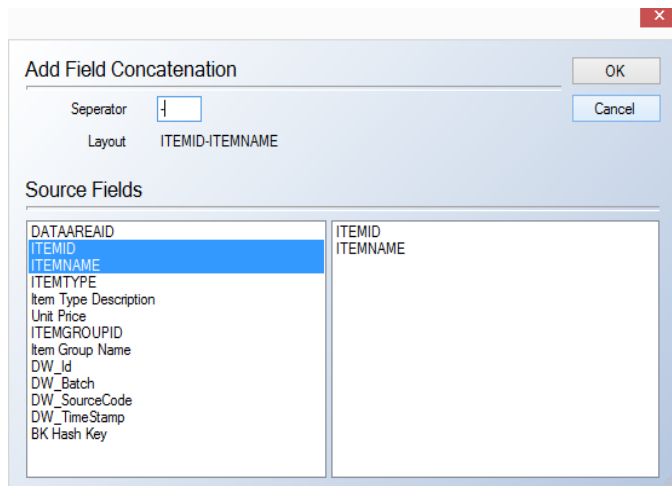 Add Field Concatenation
OK
Seperator -
Cancel
Layout ITEMID-ITEMNAME
Source Fields
DATAAREAID
ITEMID
ITEMNAME
ITEMTYPE
Item Type Description
Unit Price
ITEMGROUPID
Item Group Name
DW_Id
DW_Batch
DW_SourceCode
DW_TimeStamp
BK Hash Key
ITEMID
ITEMNAME